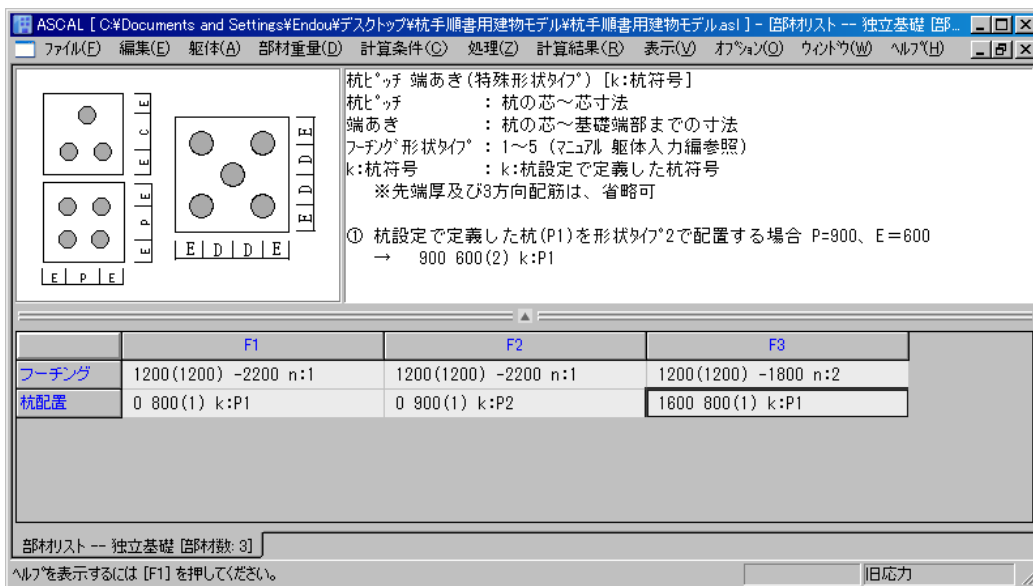 ASCAL [ C:¥Documents and Settings¥Endou¥デスクトップ¥杭手順書用建物モデル¥杭手順書用建物モデル.asl ] - [部材リスト -- 独立基礎 [部...
ファイル(F) 編集(E) 躯体(A) 部材重量(D) 計算条件(C) 処理(Z) 計算結果(R) 表示(V) オプション(O) ウィンドウ(W) ヘルプ(H)
E C E
E P E
E P E
E D D E
E D D E
杭ピッチ 端あき(特殊形状タイプ) [k:杭符号]
杭ピッチ : 杭の芯～芯寸法
端あき : 杭の芯～基礎端部までの寸法
フーチング形状タイプ : 1～5 (マニュアル 躯体入力編参照)
k:杭符号 : k:杭設定で定義した杭符号
※先端厚及び3方向配筋は、省略可
① 杭設定で定義した杭(P1)を形状タイプ2で配置する場合 P=900、E＝600
→ 900 600(2) k:P1
F1 F2 F3
フーチング 1200(1200) -2200 n:1 1200(1200) -2200 n:1 1200(1200) -1800 n:2
杭配置 0 800(1) k:P1 0 900(1) k:P2 1600 800(1) k:P1
部材リスト -- 独立基礎 [部材数: 3]
ヘルプを表示するには [F1] を押してください。 旧応力